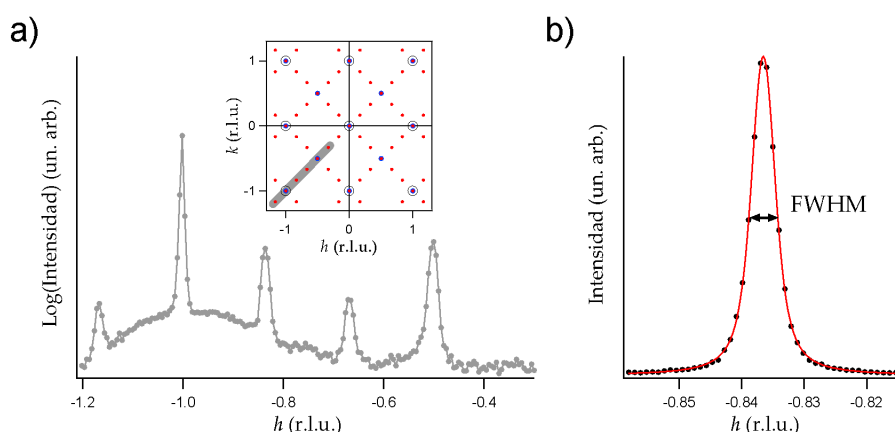 a)
Log(Intensidad) (un. arb.)
-1.2
-1.0
-0.8
-0.6
-0.4
h (r.l.u.)
k (r.l.u.)
1
0
-1
-1
0
1
h (r.l.u.)
b)
Intensidad (un. arb.)
FWHM
-0.85
-0.84
-0.83
-0.82
h (r.l.u.)